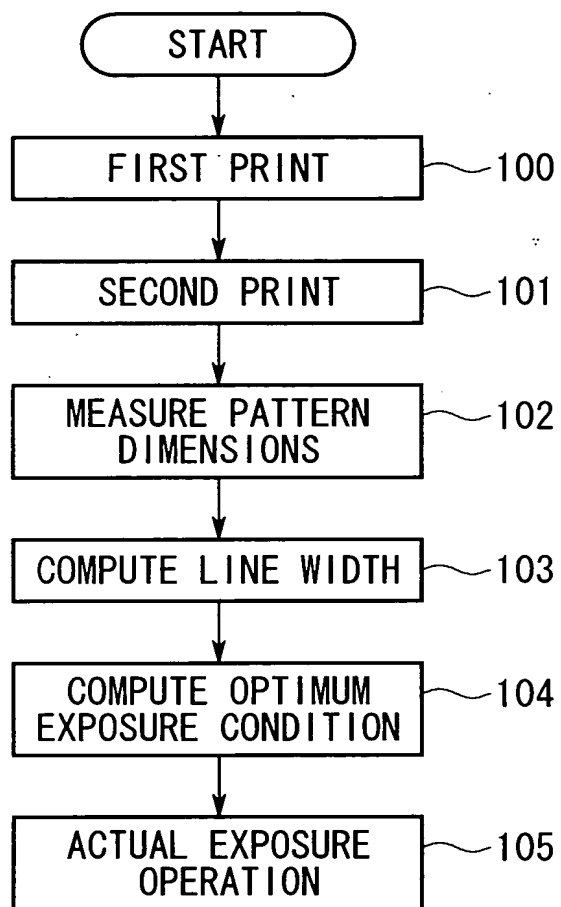 START
FIRST PRINT
100
SECOND PRINT
101
MEASURE PATTERN
DIMENSIONS
102
COMPUTE LINE WIDTH
103
COMPUTE OPTIMUM
EXPOSURE CONDITION
104
ACTUAL EXPOSURE
OPERATION
105